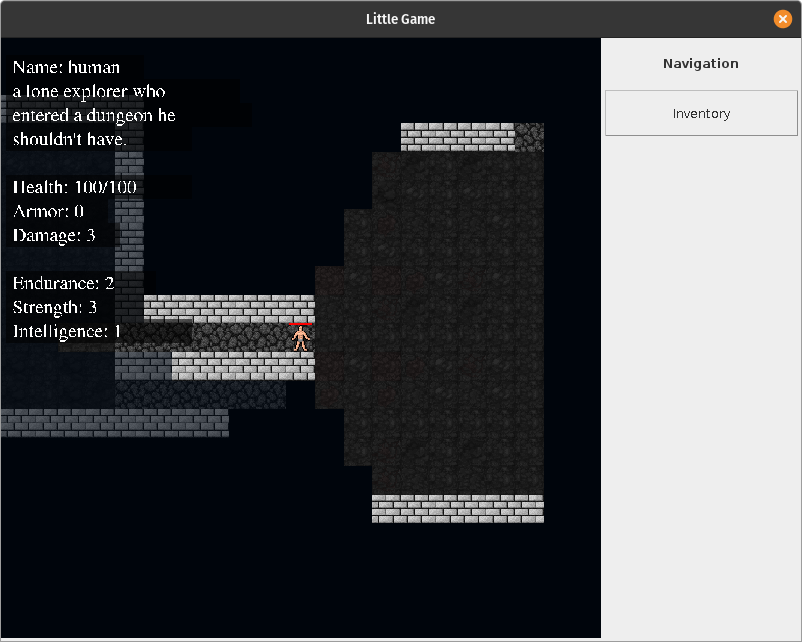 Little Game
Name: human
a lone explorer who
entered a dungeon he
shouldn't have.
Health: 100/100
Armor: 0
Damage: 3
Endurance: 2
Strength: 3
Intelligence: 1
Navigation
Inventory